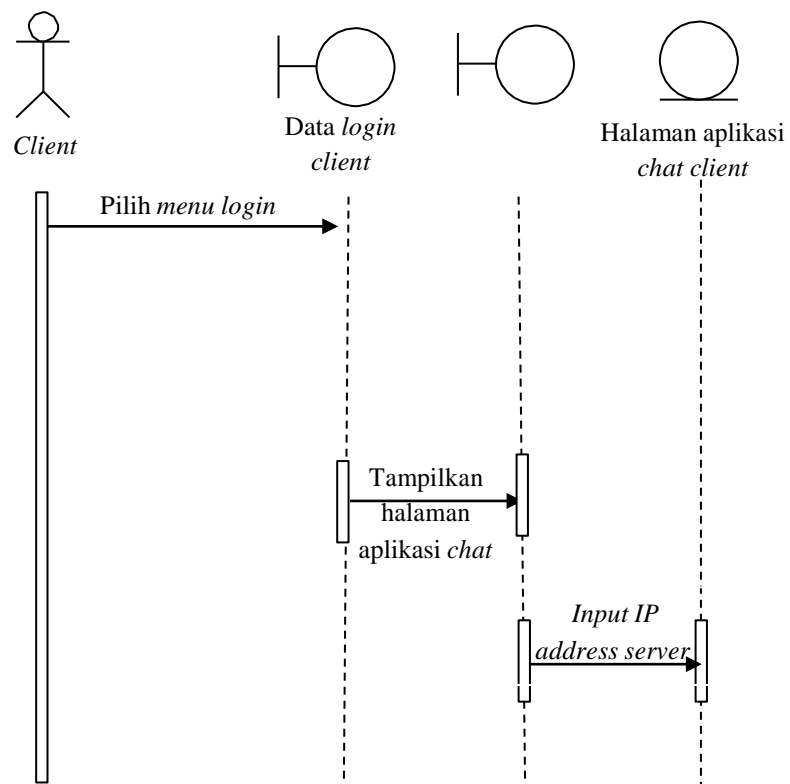 Client
Data login
client
Halaman aplikasi
chat client
Pilih menu login
Tampilkan
halaman
aplikasi chat
Input IP
address server